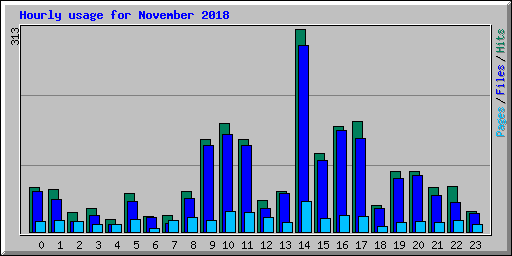 Hourly usage for November 2018
313
Pages / Files / Hits
0 1 2 3 4 5 6 7 8 9 10 11 12 13 14 15 16 17 18 19 20 21 22 23